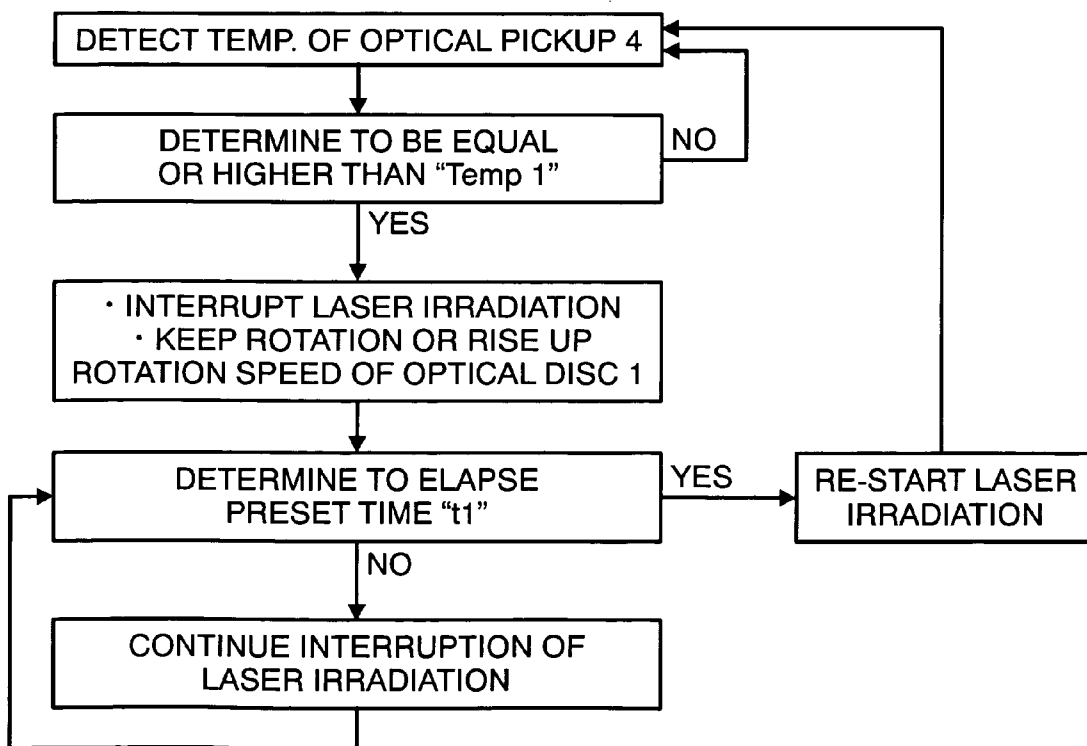 DETECT TEMP. OF OPTICAL PICKUP 4
DETERMINE TO BE EQUAL
OR HIGHER THAN “Temp 1”
NO
YES
· INTERRUPT LASER IRRADIATION
· KEEP ROTATION OR RISE UP
ROTATION SPEED OF OPTICAL DISC 1
DETERMINE TO ELAPSE
PRESET TIME “t1”
YES
RE-START LASER
IRRADIATION
NO
CONTINUE INTERRUPTION OF
LASER IRRADIATION